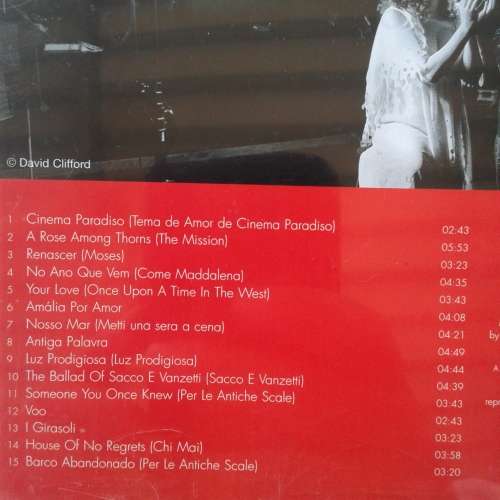 © David Clifford
1 Cinema Paradiso (Tema de Amor de Cinema Paradiso) 02:43
2 A Rose Among Thorns (The Mission) 05:53
3 Renascer (Moses) 03:23
4 No Ano Que Vem (Come Maddalena) 04:35
5 Your Love (Once Upon A Time In The West) 03:43
6 Amália Por Amor 04:08
7 Nosso Mar (Metti una sera a cena) 04:21
8 Antiga Palavra 04:49
9 Luz Prodigiosa (Luz Prodigiosa) 04:44
10 The Ballad Of Sacco E Vanzetti (Sacco E Vanzetti) 04:39
11 Someone You Once Knew (Per Le Antiche Scale) 03:43
12 Voo 02:43
13 I Girasoli 03:23
14 House Of No Regrets (Chi Mai) 03:58
15 Barco Abandonado (Per Le Antiche Scale) 03:20
by
A
repr